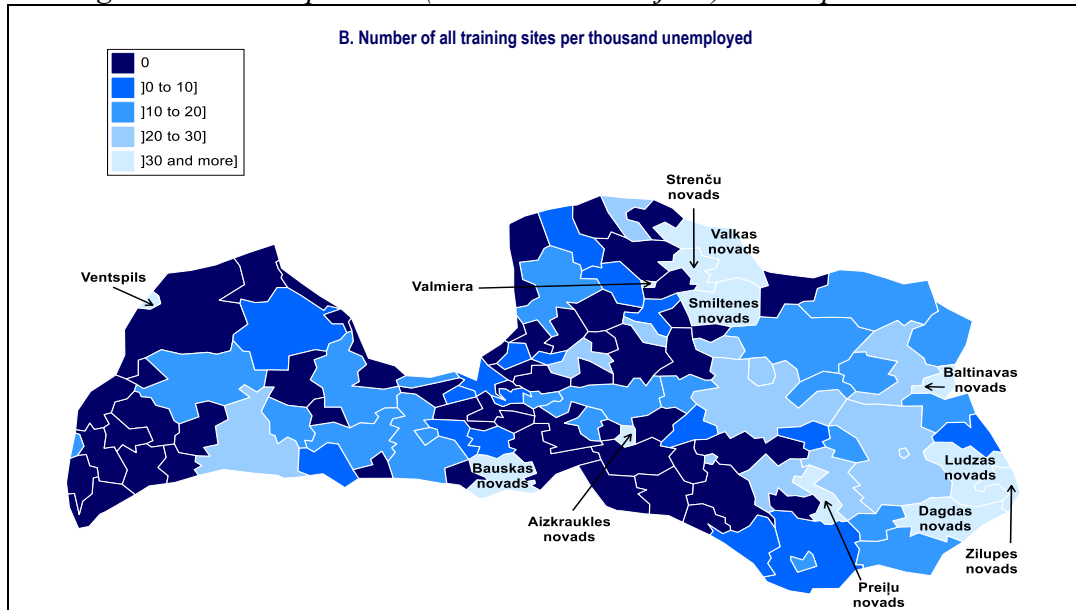 B. Number of all training sites per thousand unemployed
0
]0 to 10]
]10 to 20]
]20 to 30]
]30 and more]
Strenču
novads
Valkas
novads
Ventspils
Valmiera
Smiltenes
novads
Baltinavas
novads
Bauskas
novads
Ludzas
novads
Aizkraukles
novads
Dagdas
novads
Zilupes
novads
Preiļu
novads